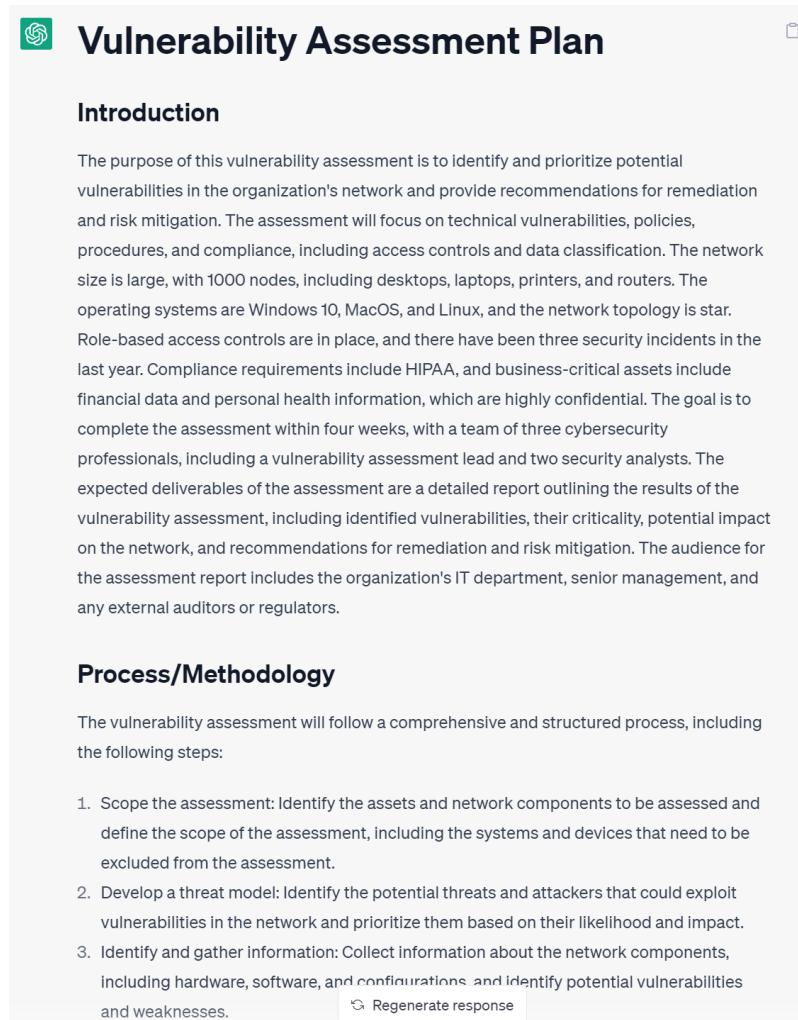 Vulnerability Assessment Plan
Introduction
The purpose of this vulnerability assessment is to identify and prioritize potential
vulnerabilities in the organization's network and provide recommendations for remediation
and risk mitigation. The assessment will focus on technical vulnerabilities, policies,
procedures, and compliance, including access controls and data classification. The network
size is large, with 1000 nodes, including desktops, laptops, printers, and routers. The
operating systems are Windows 10, MacOS, and Linux, and the network topology is star.
Role-based access controls are in place, and there have been three security incidents in the
last year. Compliance requirements include HIPAA, and business-critical assets include
financial data and personal health information, which are highly confidential. The goal is to
complete the assessment within four weeks, with a team of three cybersecurity
professionals, including a vulnerability assessment lead and two security analysts. The
expected deliverables of the assessment are a detailed report outlining the results of the
vulnerability assessment, including identified vulnerabilities, their criticality, potential impact
on the network, and recommendations for remediation and risk mitigation. The audience for
the assessment report includes the organization's IT department, senior management, and
any external auditors or regulators.
Process/Methodology
The vulnerability assessment will follow a comprehensive and structured process, including
the following steps:
1. Scope the assessment: Identify the assets and network components to be assessed and
define the scope of the assessment, including the systems and devices that need to be
excluded from the assessment.
2. Develop a threat model: Identify the potential threats and attackers that could exploit
vulnerabilities in the network and prioritize them based on their likelihood and impact.
3. Identify and gather information: Collect information about the network components,
including hardware, software, and configurations, and identify potential vulnerabilities
and weaknesses.
Regenerate response